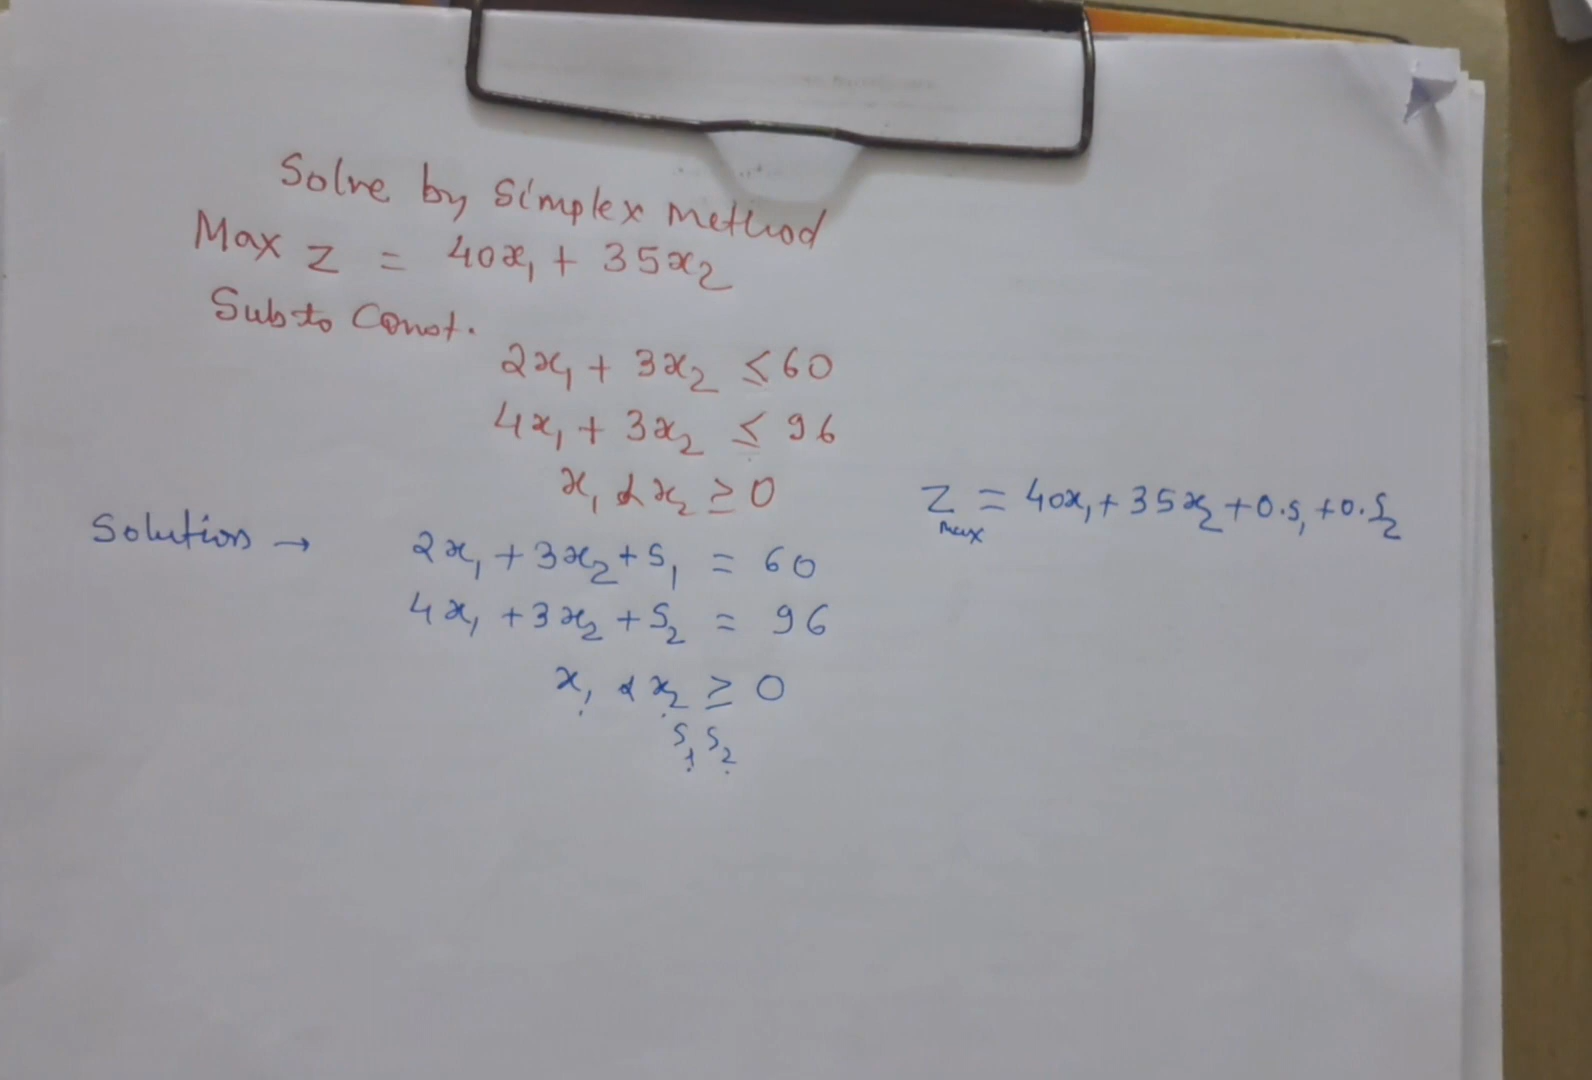 Solve by Simplex method
Max Z = 40x₁ + 35x₂
Sub to Const.
2x₁ + 3x₂ ≤ 60
4x₁ + 3x₂ ≤ 96
x₁ & x₂ ≥ 0
Z max = 40x₁ + 35x₂ + 0.s₁ + 0.S₂
Solution → 2x₁ + 3x₂ + S₁ = 60
4x₁ + 3x₂ + S₂ = 96
x₁ & x₂ ≥ 0
S₁ S₂